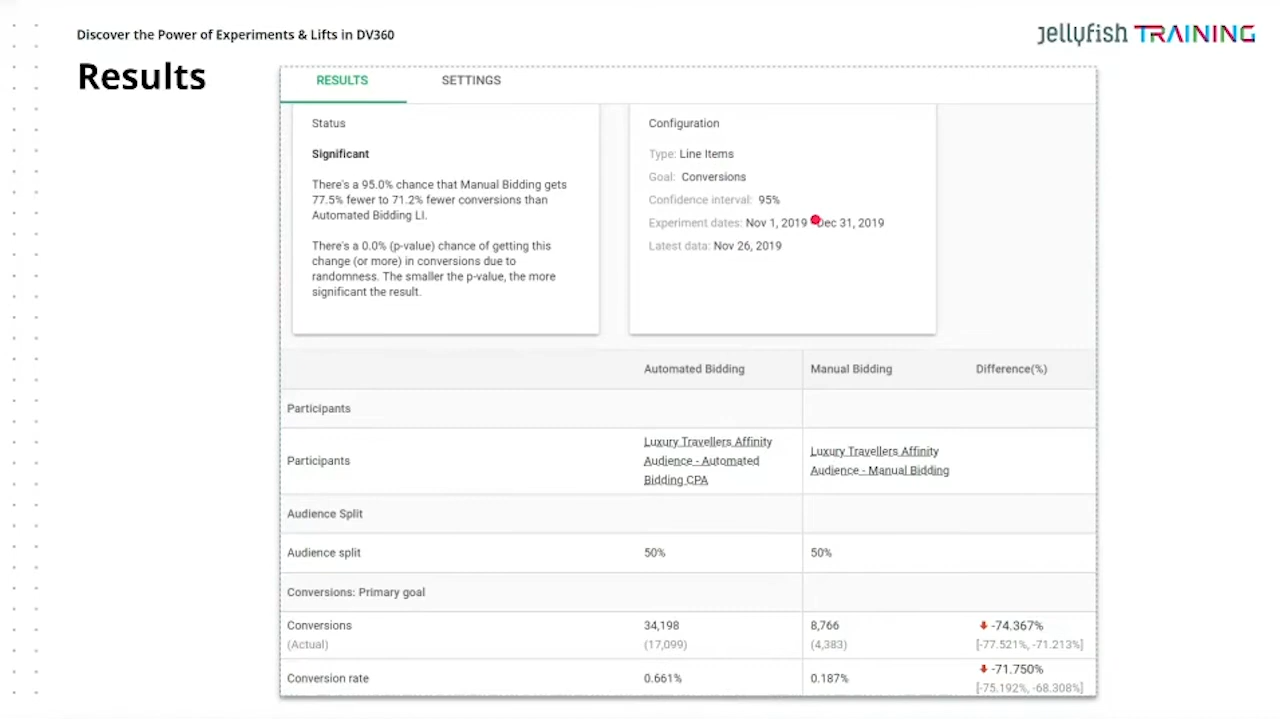 Discover the Power of Experiments & Lifts in DV360
jellyfish TRAINING
Results
RESULTS SETTINGS
Status
Significant
There's a 95.0% chance that Manual Bidding gets
77.5% fewer to 71.2% fewer conversions than
Automated Bidding LI.
There's a 0.0% (p-value) chance of getting this
change (or more) in conversions due to
randomness. The smaller the p-value, the more
significant the result.
Configuration
Type: Line Items
Goal: Conversions
Confidence interval: 95%
Experiment dates: Nov 1, 2019 Dec 31, 2019
Latest data: Nov 26, 2019
Automated Bidding Manual Bidding Difference(%)
Participants
Participants
Luxury Travellers Affinity
Audience - Automated
Bidding CPA
Luxury Travellers Affinity
Audience - Manual Bidding
Audience Split
Audience split 50% 50%
Conversions: Primary goal
Conversions 34,198 8,766 -74.367%
(Actual) (17,099) (4,383) [-77.521%, -71.213%]
Conversion rate 0.661% 0.187% -71.750%
[-75.192%, -68.308%]